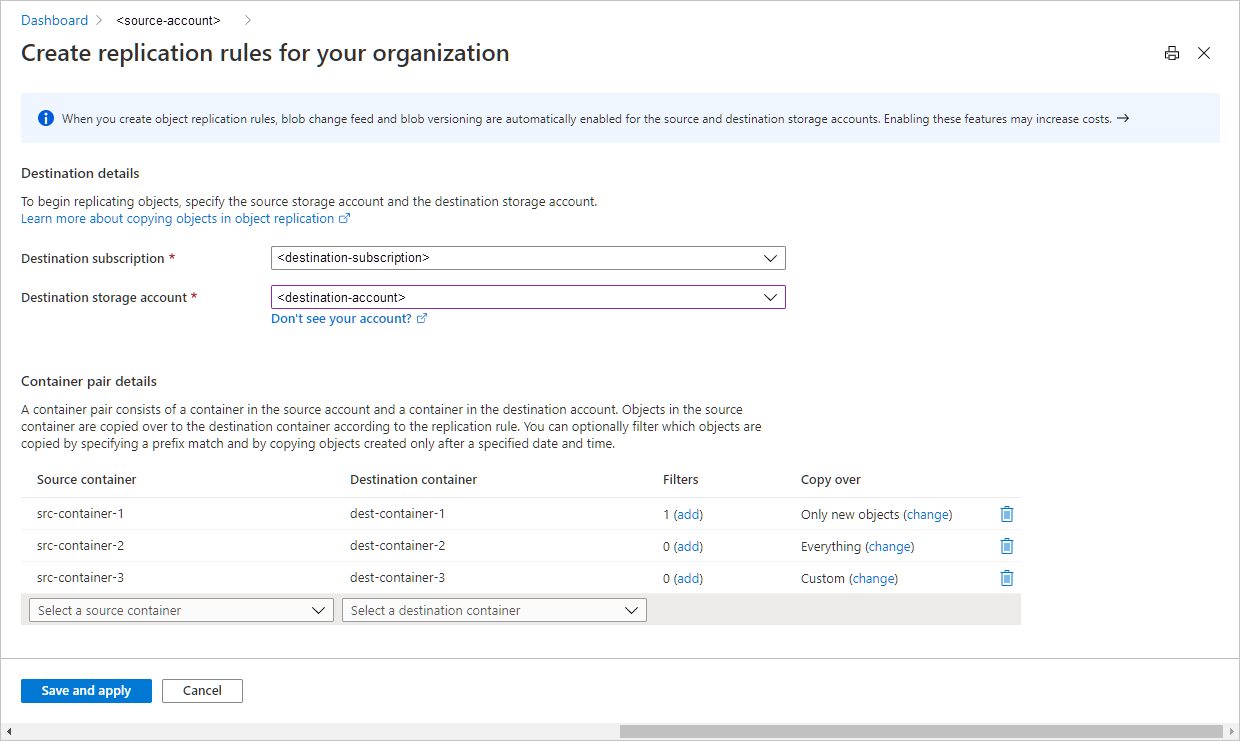 Dashboard > <source-account> >
Create replication rules for your organization
When you create object replication rules, blob change feed and blob versioning are automatically enabled for the source and destination storage accounts. Enabling these features may increase costs. →
Destination details
To begin replicating objects, specify the source storage account and the destination storage account.
Learn more about copying objects in object replication
Destination subscription * <destination-subscription>
Destination storage account * <destination-account>
Don't see your account?
Container pair details
A container pair consists of a container in the source account and a container in the destination account. Objects in the source
container are copied over to the destination container according to the replication rule. You can optionally filter which objects are
copied by specifying a prefix match and by copying objects created only after a specified date and time.
Source container Destination container Filters Copy over
src-container-1 dest-container-1 1 (add) Only new objects (change)
src-container-2 dest-container-2 0 (add) Everything (change)
src-container-3 dest-container-3 0 (add) Custom (change)
Select a source container Select a destination container
Save and apply Cancel